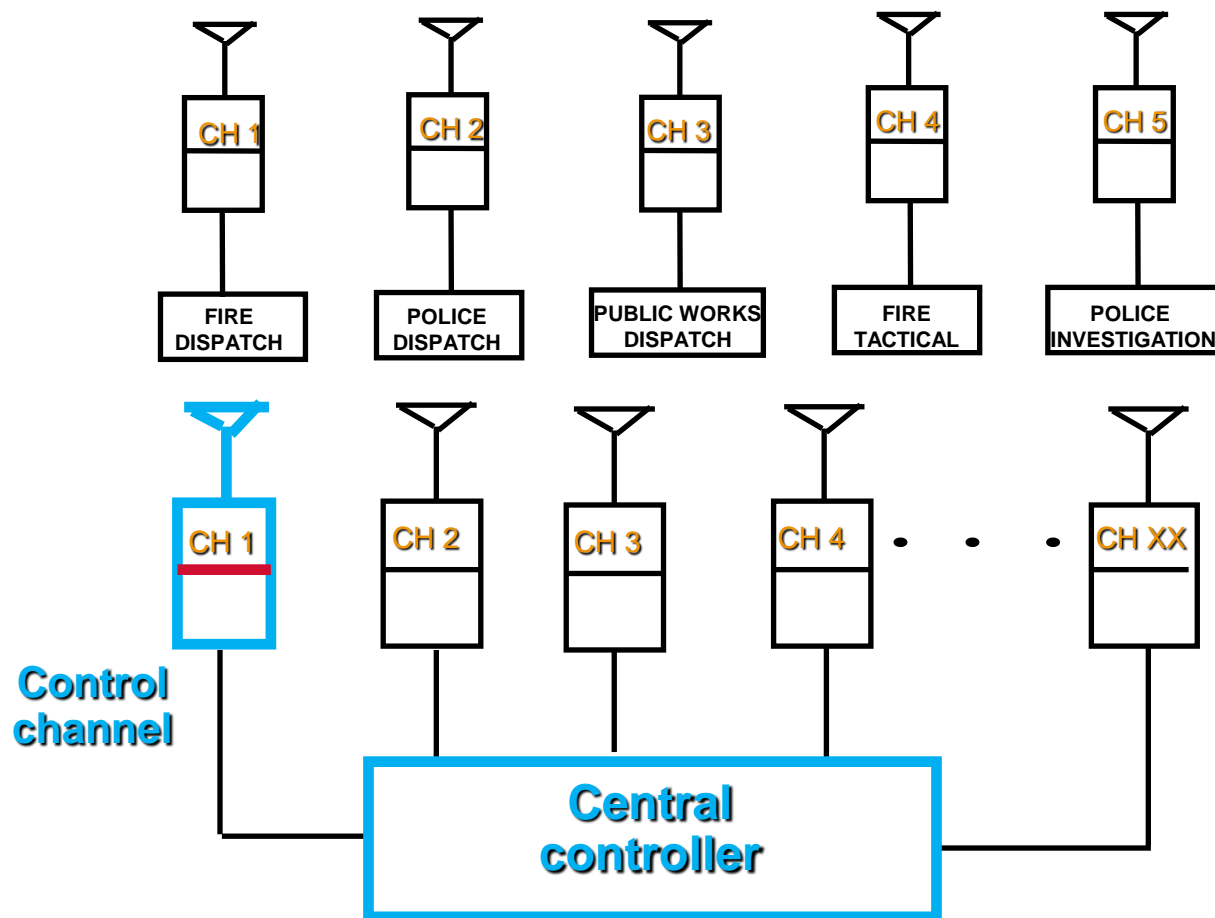 CH 1
CH 2
CH 3
CH 4
CH 5
FIRE
DISPATCH
POLICE
DISPATCH
PUBLIC WORKS
DISPATCH
FIRE
TACTICAL
POLICE
INVESTIGATION
CH 1
CH 2
CH 3
CH 4
CH XX
Control
channel
Central
controller